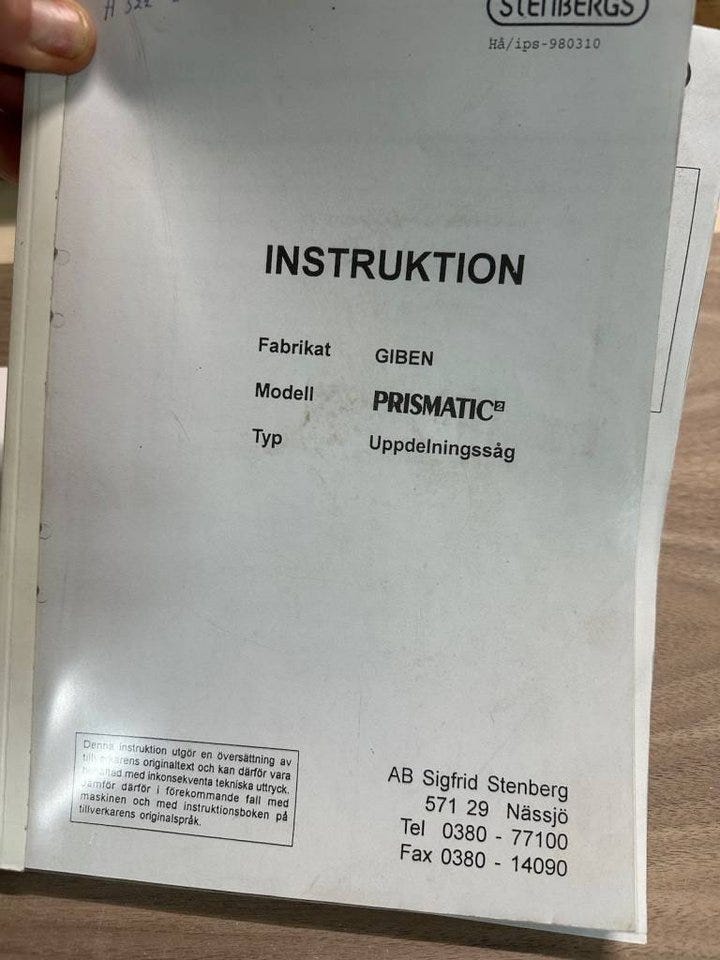 A 322
STENBERGS
Hå/ips-980310
INSTRUKTION
Fabrikat GIBEN
Modell PRISMATIC2
Typ Uppdelningssåg
Denna instruktion utgör en översättning av
tillverkarens originaltext och kan därför vara
behäftad med inkonsekventa tekniska uttryck.
Jämför därför i förekommande fall med
maskinen och med instruktionsboken på
tillverkarens originalspråk.
AB Sigfrid Stenberg
571 29 Nässjö
Tel 0380 - 77100
Fax 0380 - 14090